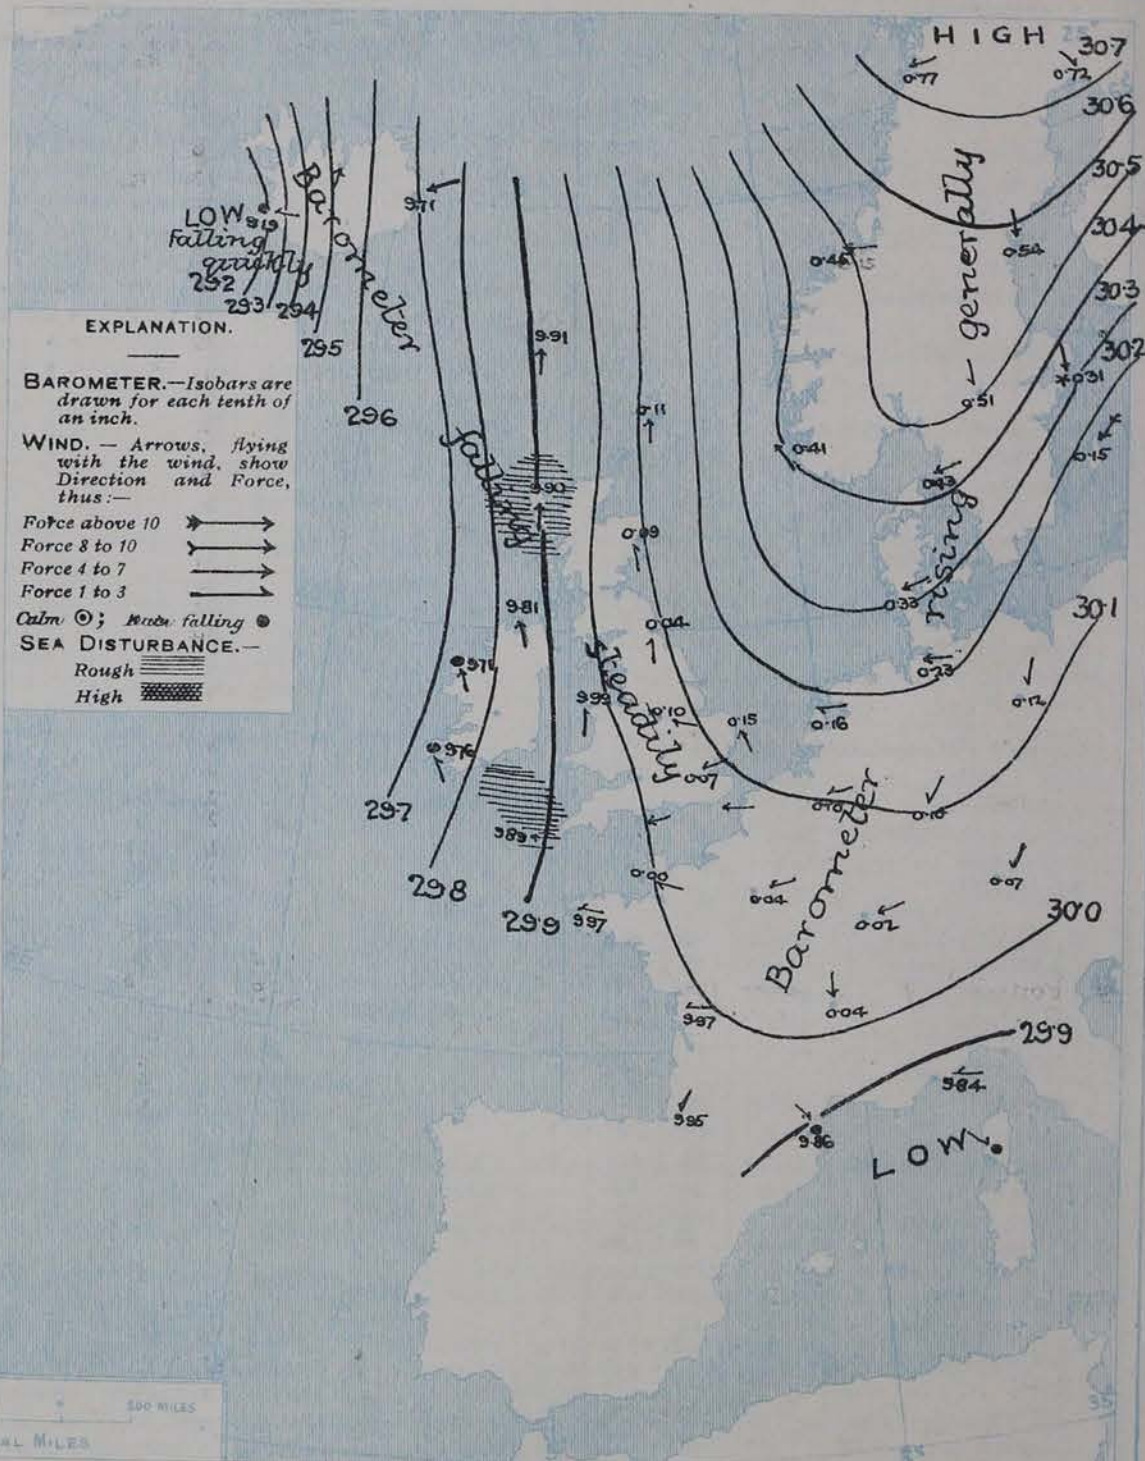 HIGH
30.7
0.77
0.72
30.6
30.5
30.4
30.3
30.2
Barometer
9.71
LOW
9.19
Falling
quickly
29.2
29.3
29.4
29.5
29.6
generally
0.54
0.46
EXPLANATION.
BAROMETER.—Isobars are
drawn for each tenth of
an inch.
WIND. — Arrows, flying
with the wind, show
Direction and Force,
thus:—
Force above 10
Force 8 to 10
Force 4 to 7
Force 1 to 3
Calm ; Rain falling
SEA DISTURBANCE.—
Rough
High
9.91
0.31
0.51
0.11
falling
0.41
0.15
0.43
9.90
0.09
rising
0.33
30.1
9.81
0.04
steadily
9.71
0.23
9.99
0.10
0.15
0.16
0.12
9.76
0.07
29.7
0.10
0.10
Barometer
9.89
29.8
0.00
0.04
0.07
29.9
9.97
0.02
30.0
9.97
0.04
29.9
9.84
9.95
9.86
LOW.
500 MILES
AL MILES
35